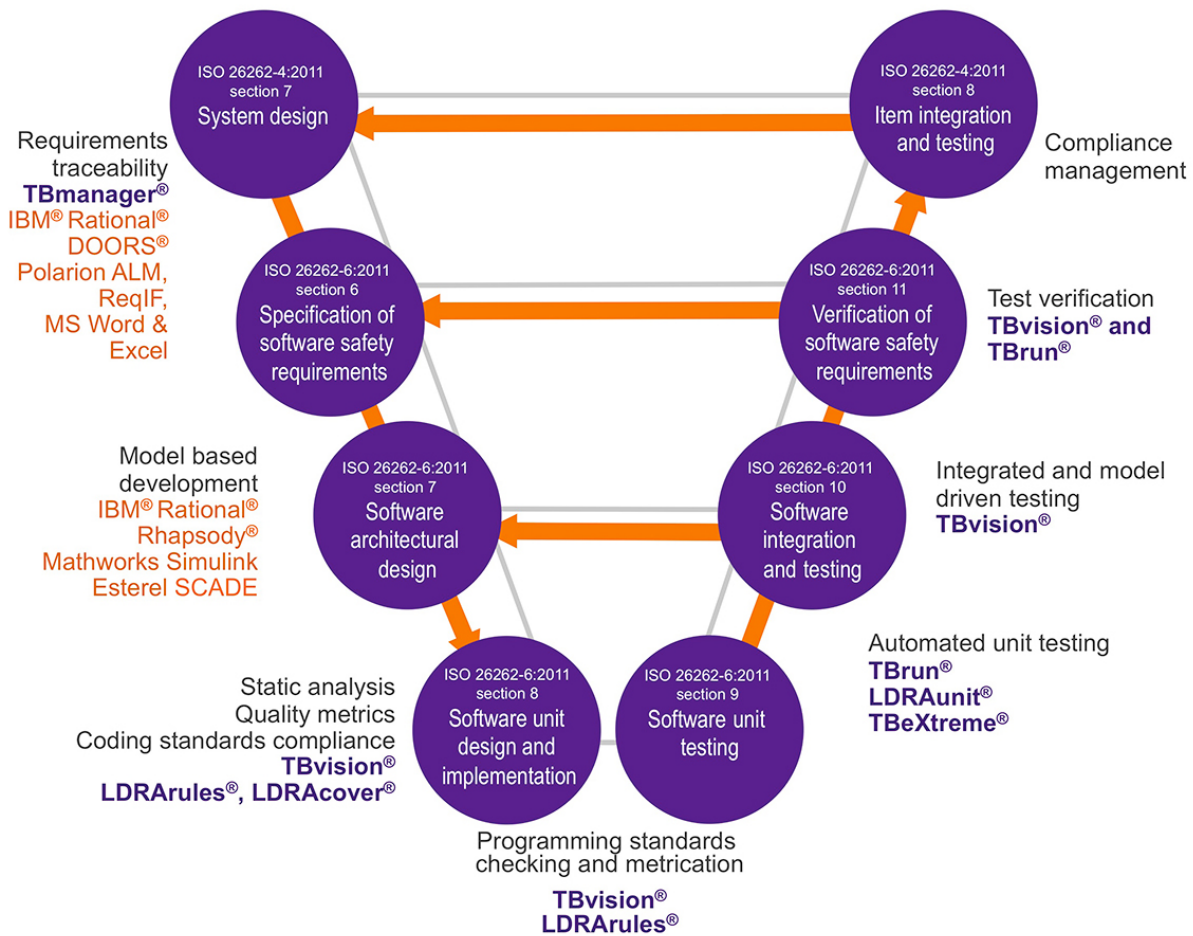 ISO 26262-4:2011
section 7
System design
ISO 26262-4:2011
section 8
Item integration
and testing
Requirements
traceability
TBmanager®
IBM® Rational®
DOORS®
Polarion ALM,
ReqIF,
MS Word &
Excel
Compliance
management
ISO 26262-6:2011
section 6
Specification of
software safety
requirements
ISO 26262-6:2011
section 11
Verification of
software safety
requirements
Test verification
TBvision® and
TBrun®
Model based
development
IBM® Rational®
Rhapsody®
Mathworks Simulink
Esterel SCADE
ISO 26262-6:2011
section 7
Software
architectural
design
ISO 26262-6:2011
section 10
Software
integration
and testing
Integrated and model
driven testing
TBvision®
Static analysis
Quality metrics
Coding standards compliance
TBvision®
LDRArules®, LDRAcover®
ISO 26262-6:2011
section 8
Software unit
design and
implementation
ISO 26262-6:2011
section 9
Software unit
testing
Automated unit testing
TBrun®
LDRAunit®
TBeXtreme®
Programming standards
checking and metrication
TBvision®
LDRArules®